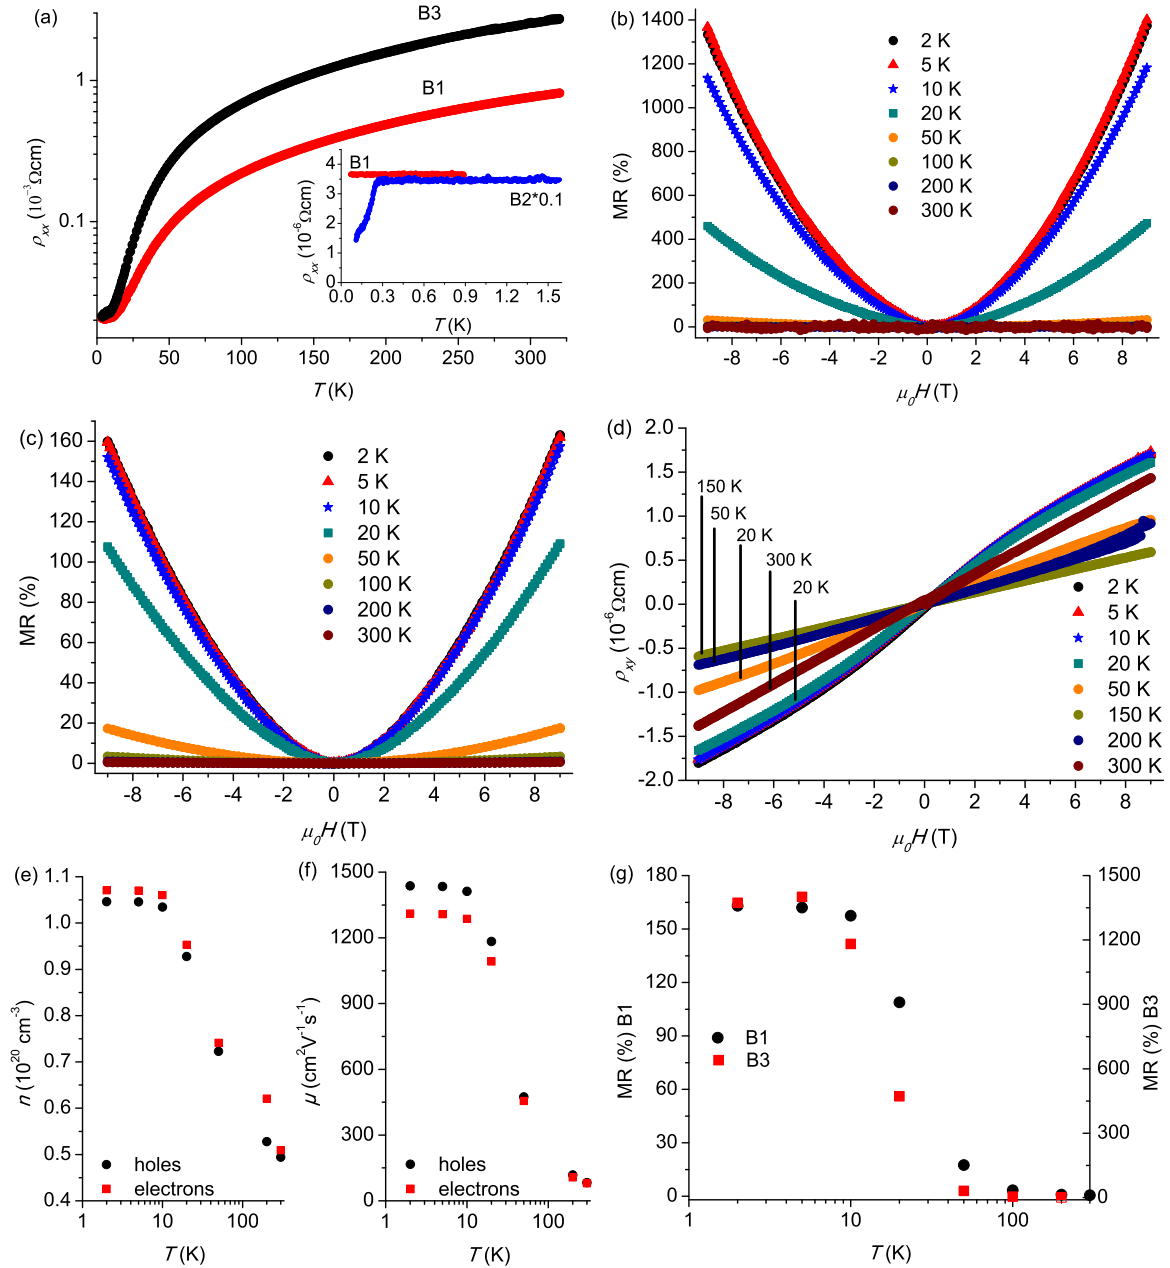 (a)
B3
B1
1
0.1
ρxx (10⁻³Ωcm)
0 50 100 150 200 250 300
T (K)
B1
B2*0.1
4
3
2
1
0
ρxx (10⁻⁶Ωcm)
0.0 0.3 0.6 0.9 1.2 1.5
T (K)
(b)
1400
1200
1000
800
600
400
200
0
MR (%)
2 K
5 K
10 K
20 K
50 K
100 K
200 K
300 K
-8 -6 -4 -2 0 2 4 6 8
μ0H (T)
(c)
160
140
120
100
80
60
40
20
0
MR (%)
2 K
5 K
10 K
20 K
50 K
100 K
200 K
300 K
-8 -6 -4 -2 0 2 4 6 8
μ0H (T)
(d)
2.0
1.5
1.0
0.5
0.0
-0.5
-1.0
-1.5
-2.0
ρxy (10⁻⁶Ωcm)
150 K
50 K
20 K
300 K
20 K
2 K
5 K
10 K
20 K
50 K
150 K
200 K
300 K
-8 -6 -4 -2 0 2 4 6 8
μ0H (T)
(e)
1.1
1.0
0.9
0.8
0.7
0.6
0.5
0.4
n (10²⁰ cm⁻³)
holes
electrons
1 10 100
T (K)
(f)
1500
1200
900
600
300
0
μ (cm²V⁻¹s⁻¹)
holes
electrons
1 10 100
T (K)
(g)
180
150
120
90
60
30
0
MR (%) B1
B1
B3
1500
1200
900
600
300
0
MR (%) B3
1 10 100
T (K)